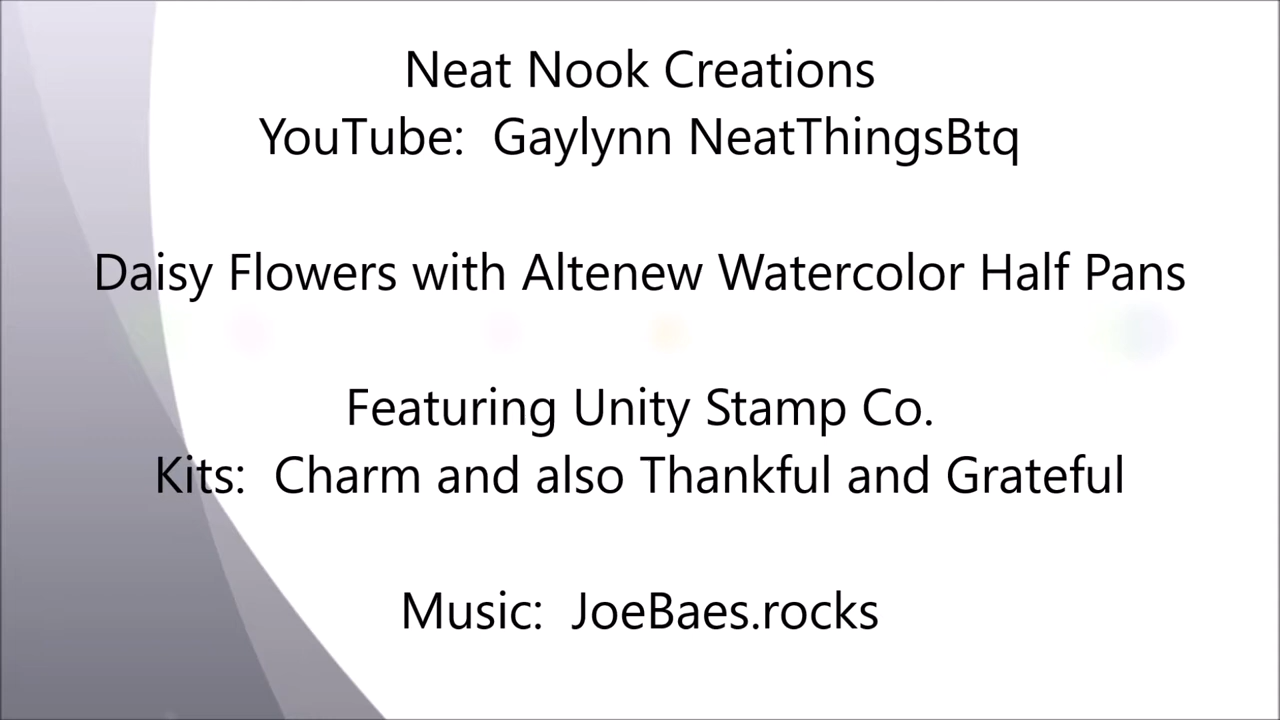 Neat Nook Creations
YouTube:  Gaylynn NeatThingsBtq
Daisy Flowers with Altenew Watercolor Half Pans
Featuring Unity Stamp Co.
Kits:  Charm and also Thankful and Grateful
Music:  JoeBaes.rocks